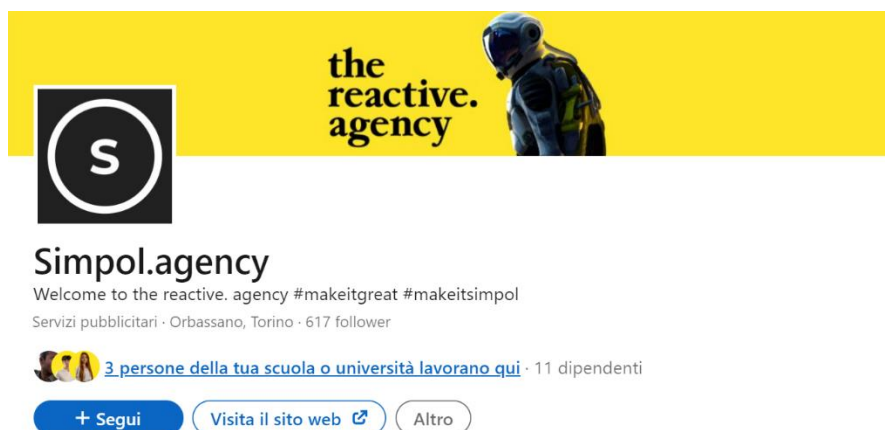 the
reactive.
agency
S
Simpol.agency
Welcome to the reactive. agency #makeitgreat #makeitsimpol
Servizi pubblicitari · Orbassano, Torino · 617 follower
3 persone della tua scuola o università lavorano qui · 11 dipendenti
+ Segui Visita il sito web Altro